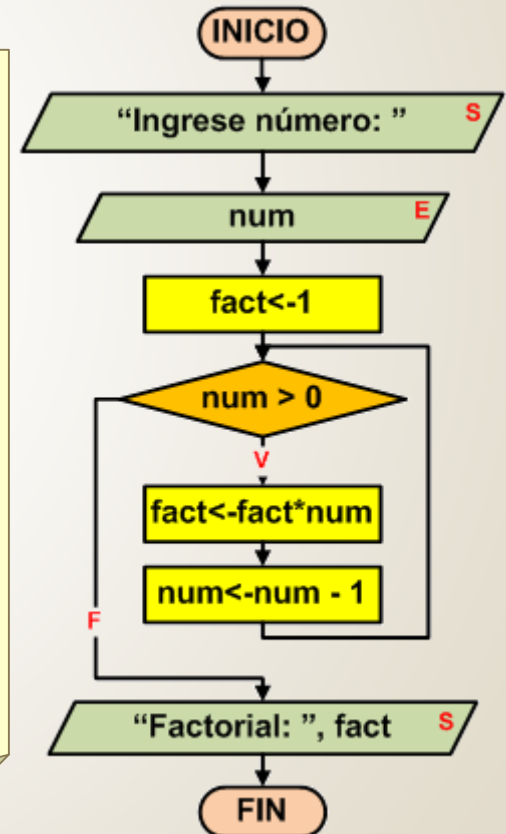 INICIO
“Ingrese número: ” S
num E
fact<-1
num > 0
V
fact<-fact*num
num<-num - 1
F
“Factorial: ”, fact S
FIN